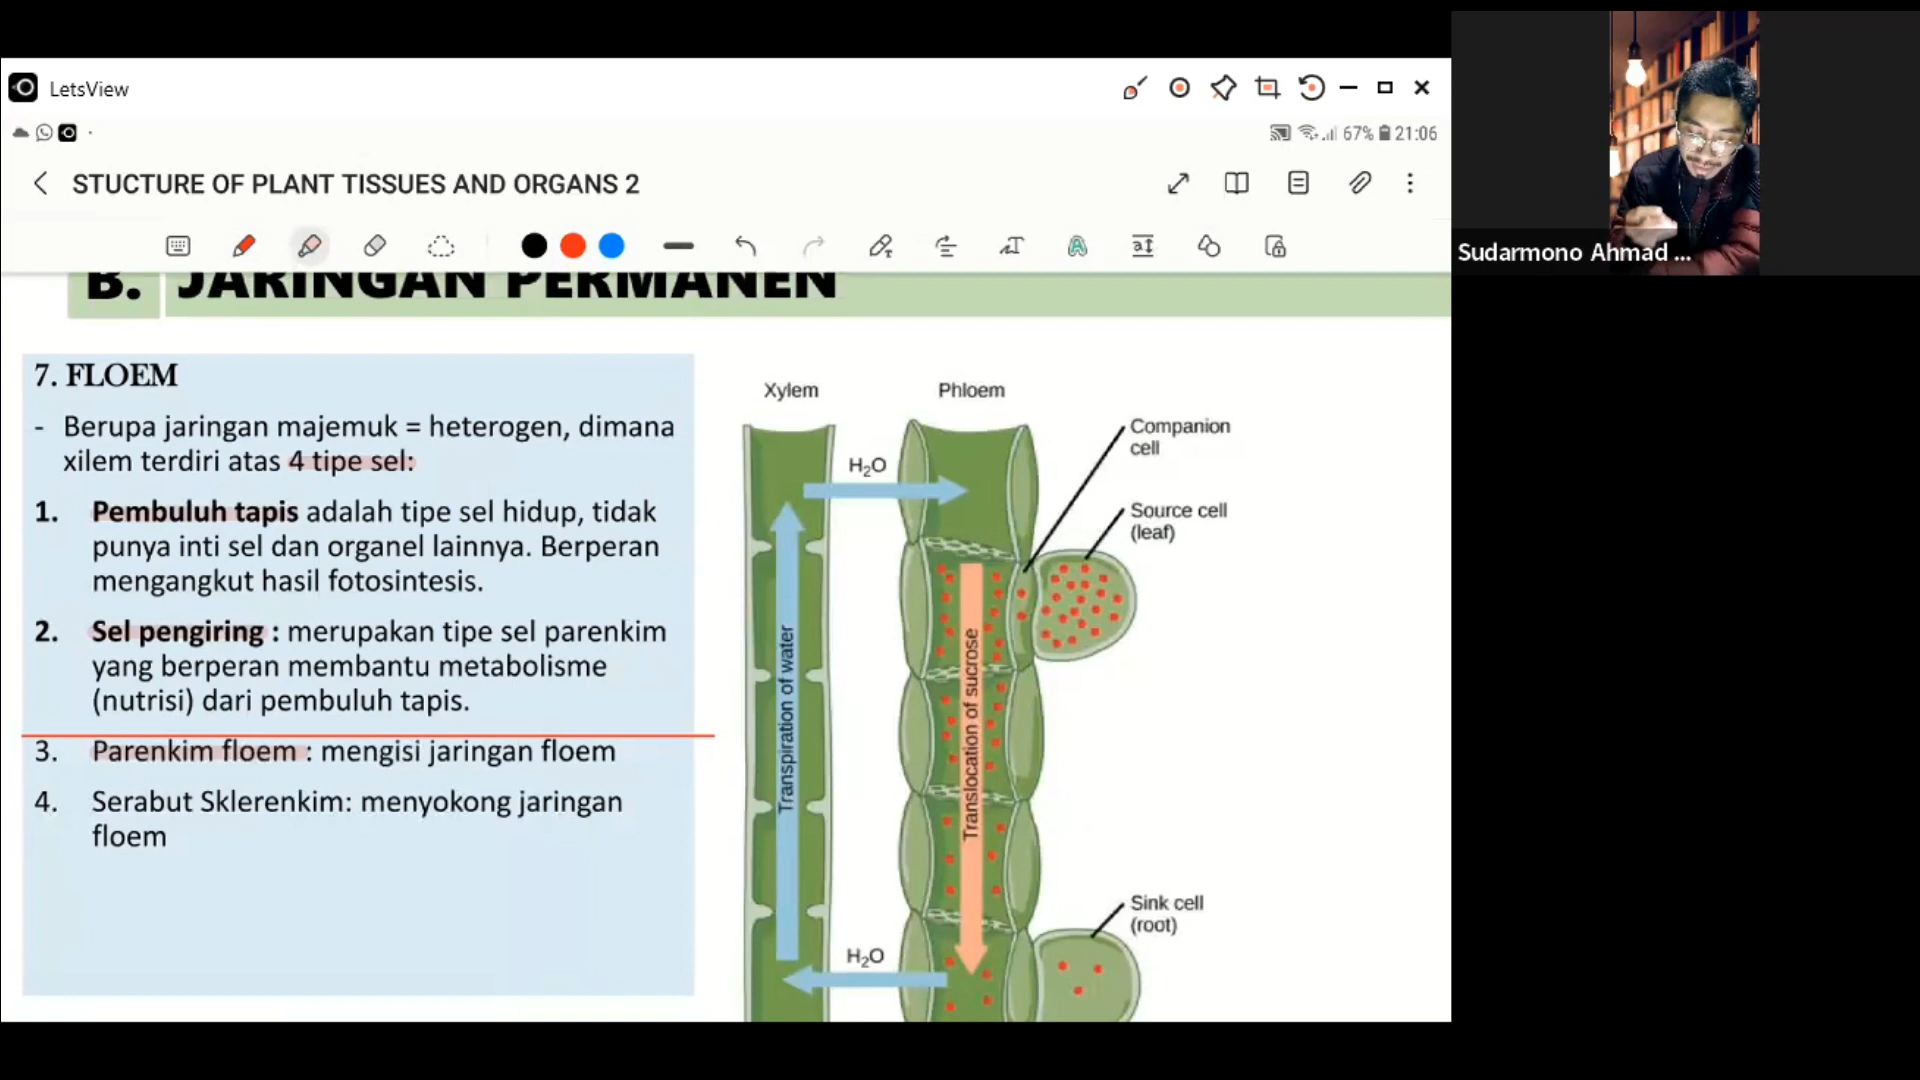 LetsView
67% 21:06
STUCTURE OF PLANT TISSUES AND ORGANS 2
B. JARINGAN PERMANEN
7. FLOEM
- Berupa jaringan majemuk = heterogen, dimana
xilem terdiri atas 4 tipe sel:
1. Pembuluh tapis adalah tipe sel hidup, tidak
punya inti sel dan organel lainnya. Berperan
mengangkut hasil fotosintesis.
2. Sel pengiring : merupakan tipe sel parenkim
yang berperan membantu metabolisme
(nutrisi) dari pembuluh tapis.
3. Parenkim floem : mengisi jaringan floem
4. Serabut Sklerenkim: menyokong jaringan
floem
Xylem
Phloem
Companion
cell
H₂O
Source cell
(leaf)
Transpiration of water
Translocation of sucrose
Sink cell
(root)
H₂O
Sudarmono Ahmad ...